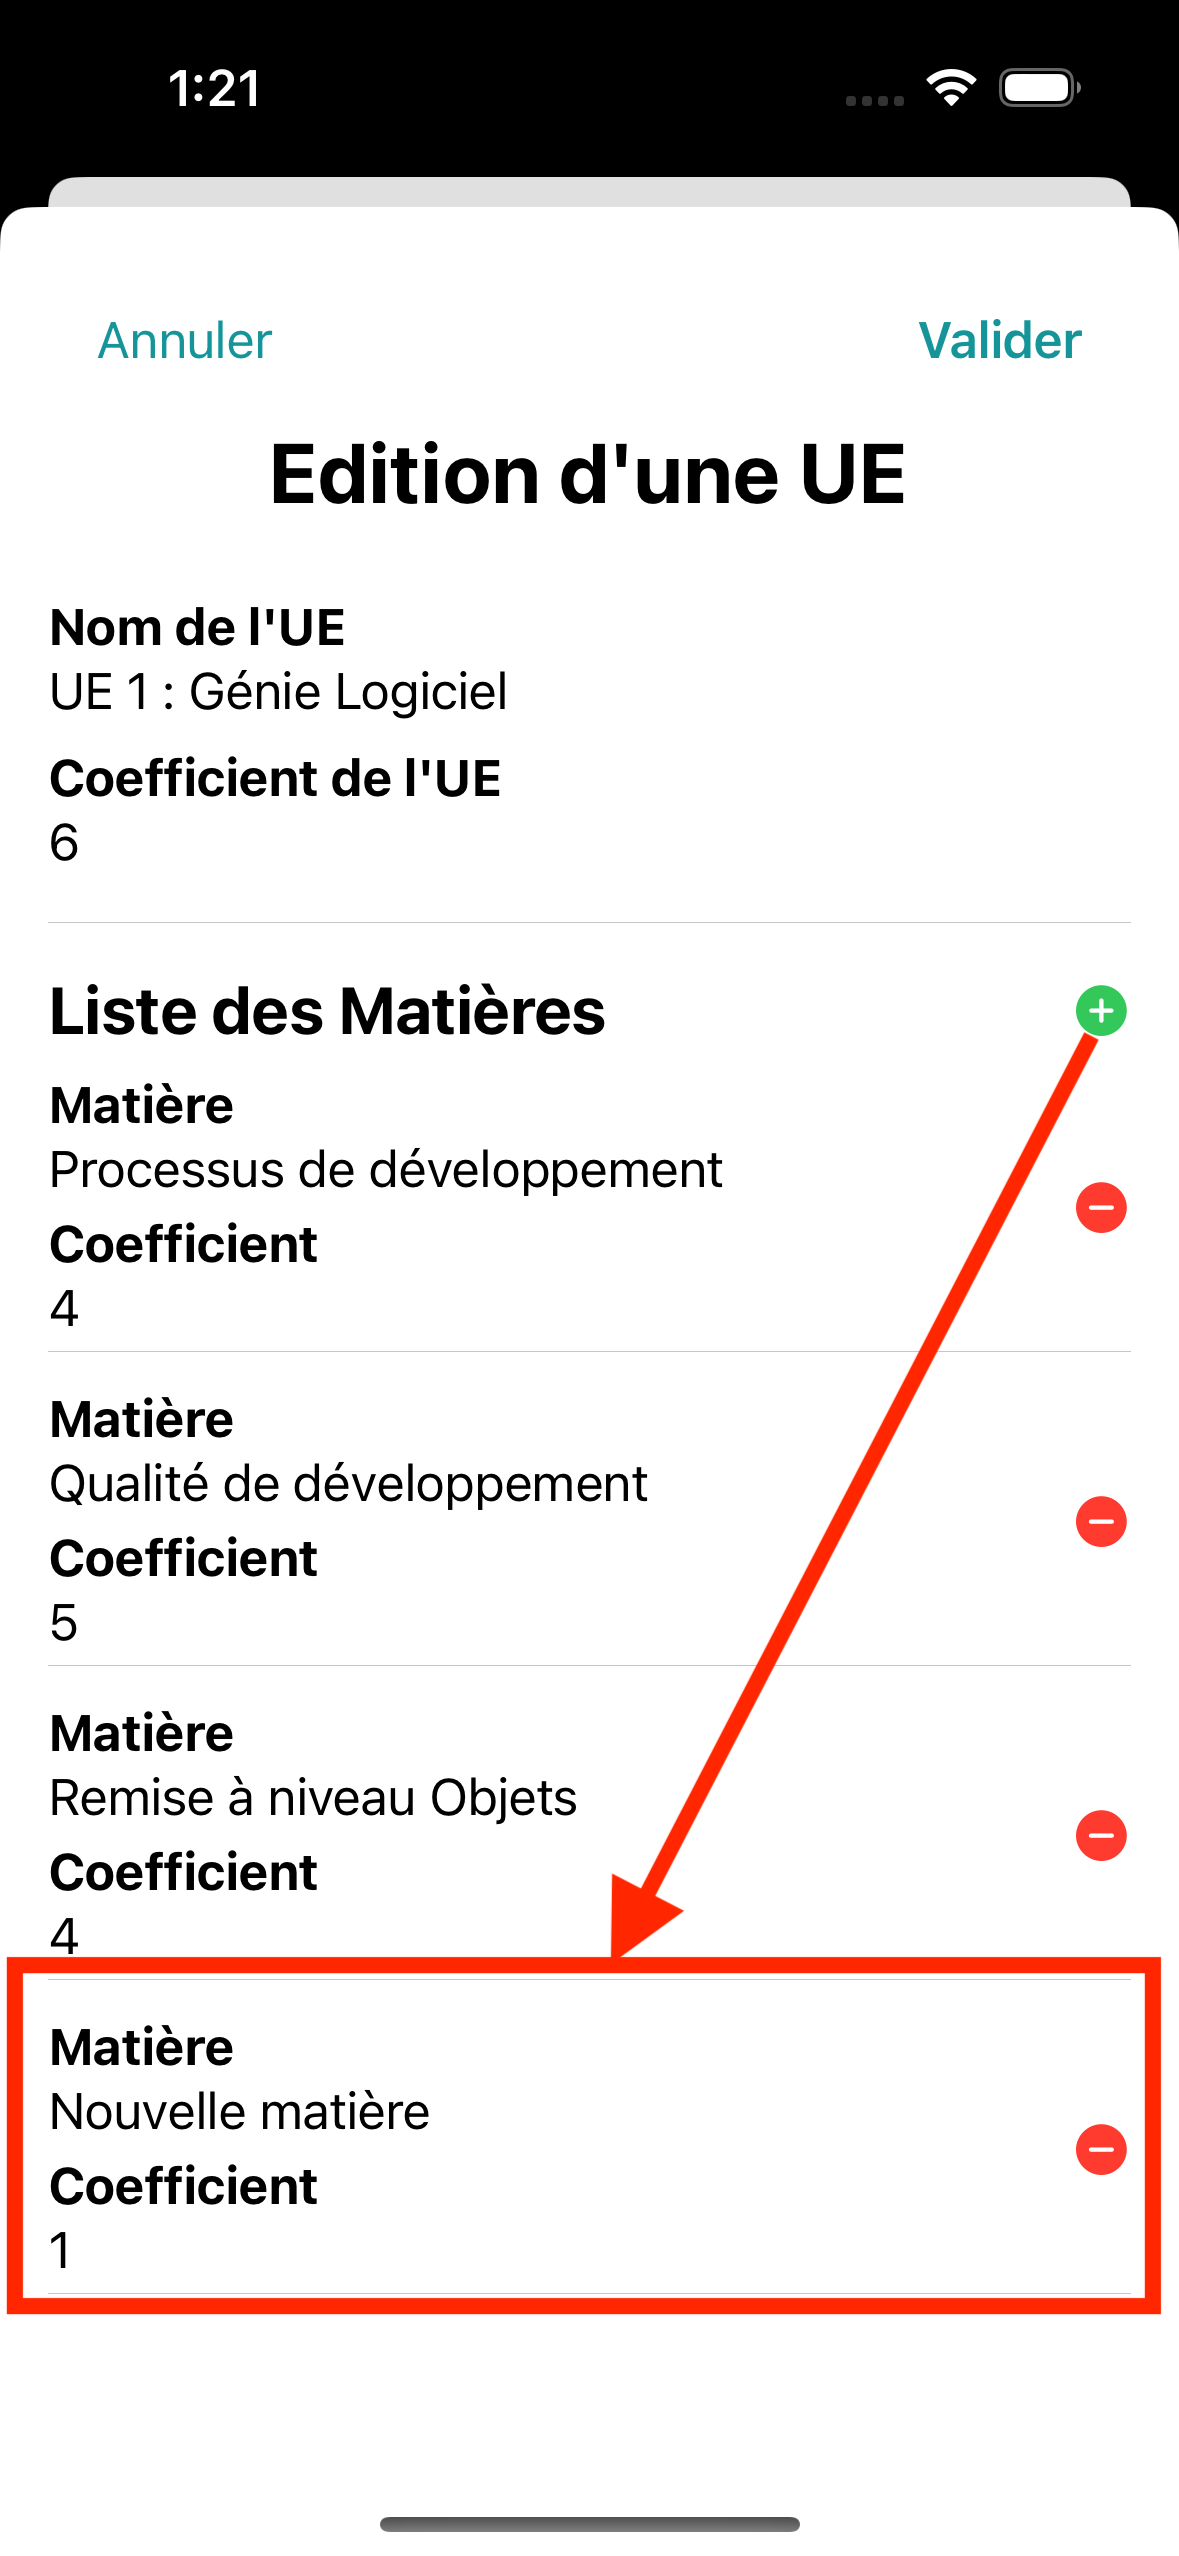 1:21
Annuler
Valider
Edition d'une UE
Nom de l'UE
UE 1 : Génie Logiciel
Coefficient de l'UE
6
Liste des Matières
Matière
Processus de développement
Coefficient
4
Matière
Qualité de développement
Coefficient
5
Matière
Remise à niveau Objets
Coefficient
4
Matière
Nouvelle matière
Coefficient
1